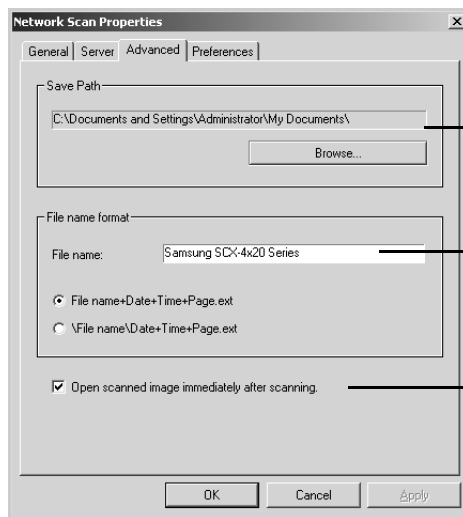 Network Scan Properties
General Server Advanced Preferences
Save Path
C:\Documents and Settings\Administrator\My Documents\
Browse...
File name format
File name: Samsung SCX-4x20 Series
File name+Date+Time+Page.ext
\File name\Date+Time+Page.ext
Open scanned image immediately after scanning.
OK Cancel Apply